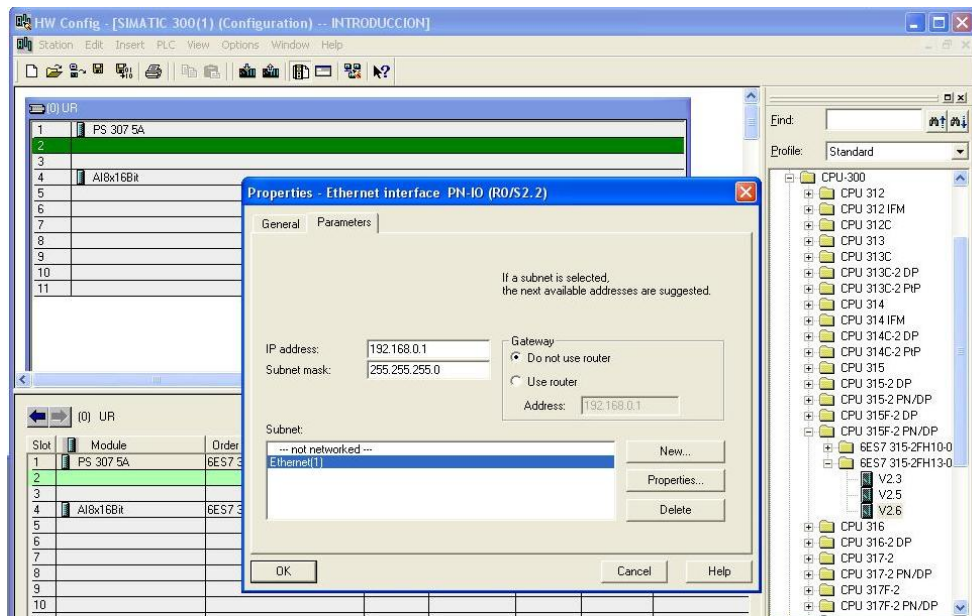 HW Config - [SIMATIC 300(1) (Configuration) -- INTRODUCCION]
Station Edit Insert PLC View Options Window Help
(0) UR
1 PS 307 5A
2
3
4 AI8x16Bit
5
6
7
8
9
10
11
Properties - Ethernet interface PN-IO (R0/S2.2)
General Parameters
If a subnet is selected,
the next available addresses are suggested.
IP address: 192.168.0.1
Subnet mask: 255.255.255.0
Gateway
Do not use router
Use router
Address: 192.168.0.1
Subnet:
--- not networked ---
Ethernet(1)
New...
Properties...
Delete
OK Cancel Help
(0) UR
Slot Module Order
1 PS 307 5A 6ES7 3
2
3
4 AI8x16Bit 6ES7 3
5
6
7
8
9
10
Find:
Profile: Standard
CPU-300
CPU 312
CPU 312 IFM
CPU 312C
CPU 313
CPU 313C
CPU 313C-2 DP
CPU 313C-2 PtP
CPU 314
CPU 314 IFM
CPU 314C-2 DP
CPU 314C-2 PtP
CPU 315
CPU 315-2 DP
CPU 315-2 PN/DP
CPU 315F-2 DP
CPU 315F-2 PN/DP
6ES7 315-2FH10-0
6ES7 315-2FH13-0
V2.3
V2.5
V2.6
CPU 316
CPU 316-2 DP
CPU 317-2
CPU 317-2 PN/DP
CPU 317F-2
CPU 317F-2 PN/DP